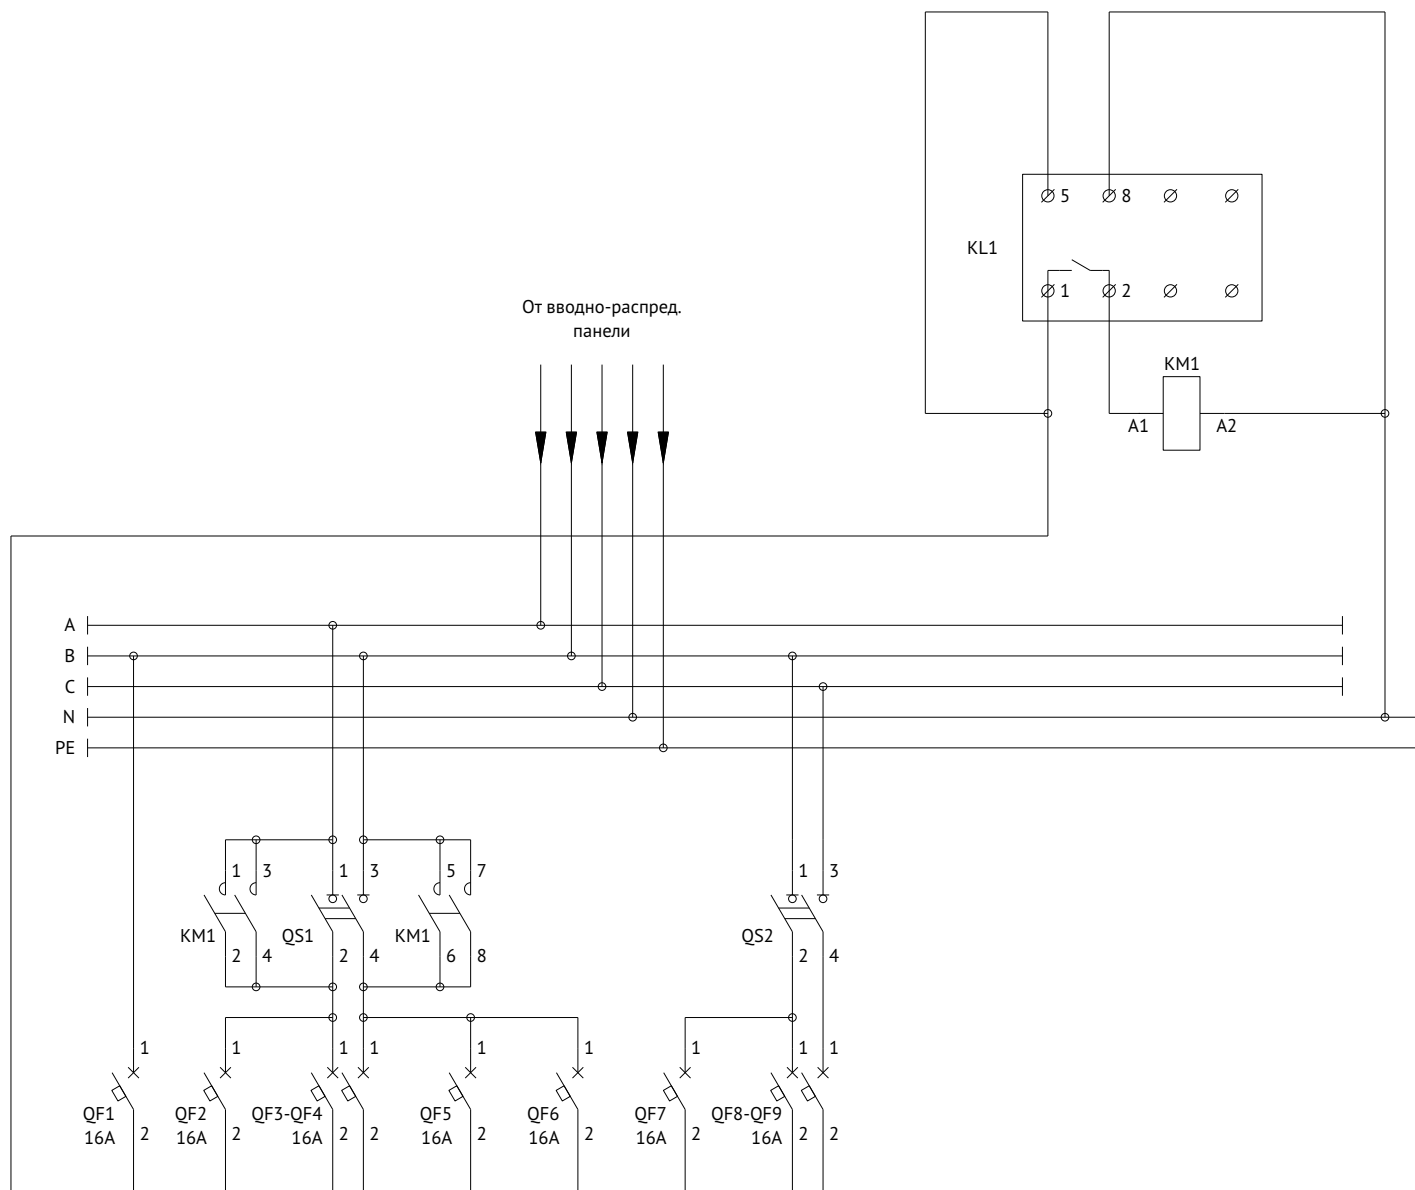 5 8
KL1
1 2
От вводно-распред.
панели
KM1
A1 A2
A
B
C
N
PE
1 3 1 3 5 7 1 3
KM1 QS1 KM1 QS2
2 4 2 4 6 8 2 4
1 1 1 1 1 1 1 1 1
QF1 QF2 QF3-QF4 QF5 QF6 QF7 QF8-QF9
16A 2 16A 2 16A 2 2 16A 2 16A 2 16A 2 16A 2 2